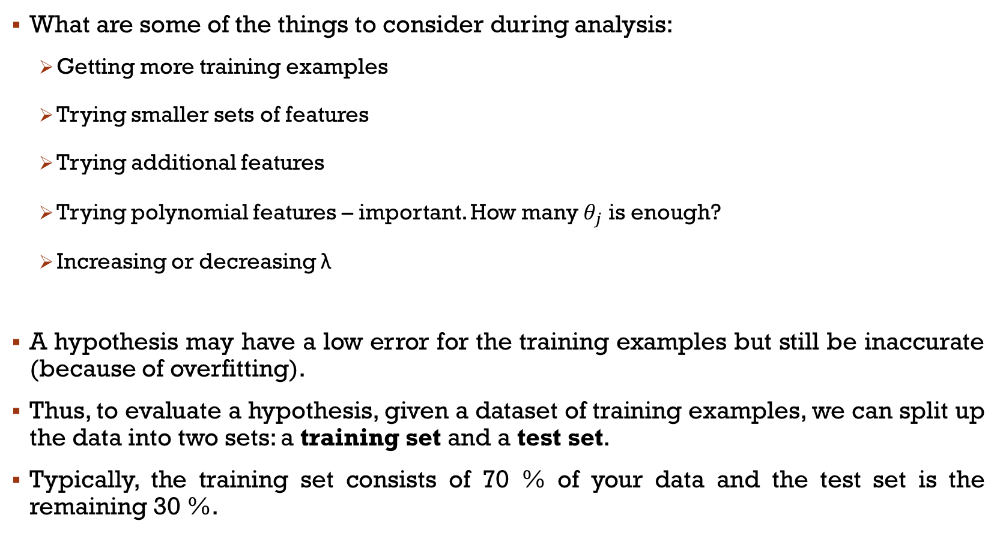 ▪ What are some of the things to consider during analysis:
➢ Getting more training examples
➢ Trying smaller sets of features
➢ Trying additional features
➢ Trying polynomial features – important. How many θⱼ is enough?
➢ Increasing or decreasing λ
▪ A hypothesis may have a low error for the training examples but still be inaccurate
(because of overfitting).
▪ Thus, to evaluate a hypothesis, given a dataset of training examples, we can split up
the data into two sets: a training set and a test set.
▪ Typically, the training set consists of 70 % of your data and the test set is the
remaining 30 %.